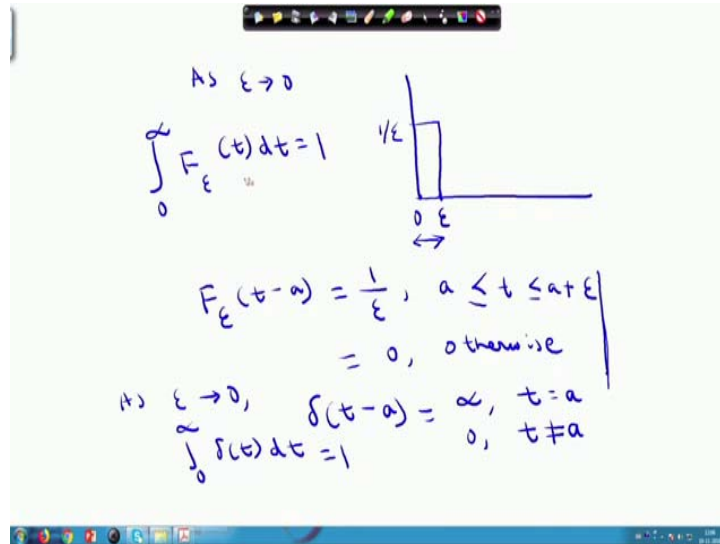 As ε→0
∫₀^∝ F_ε (t) dt = 1
1/ε
0 ε
F_ε (t-a) = 1/ε, a ≤ t ≤ a+ε
= 0, otherwise
As ε→0, δ(t-a) = ∝, t=a
0, t≠a
∫₀^∝ δ(t) dt = 1